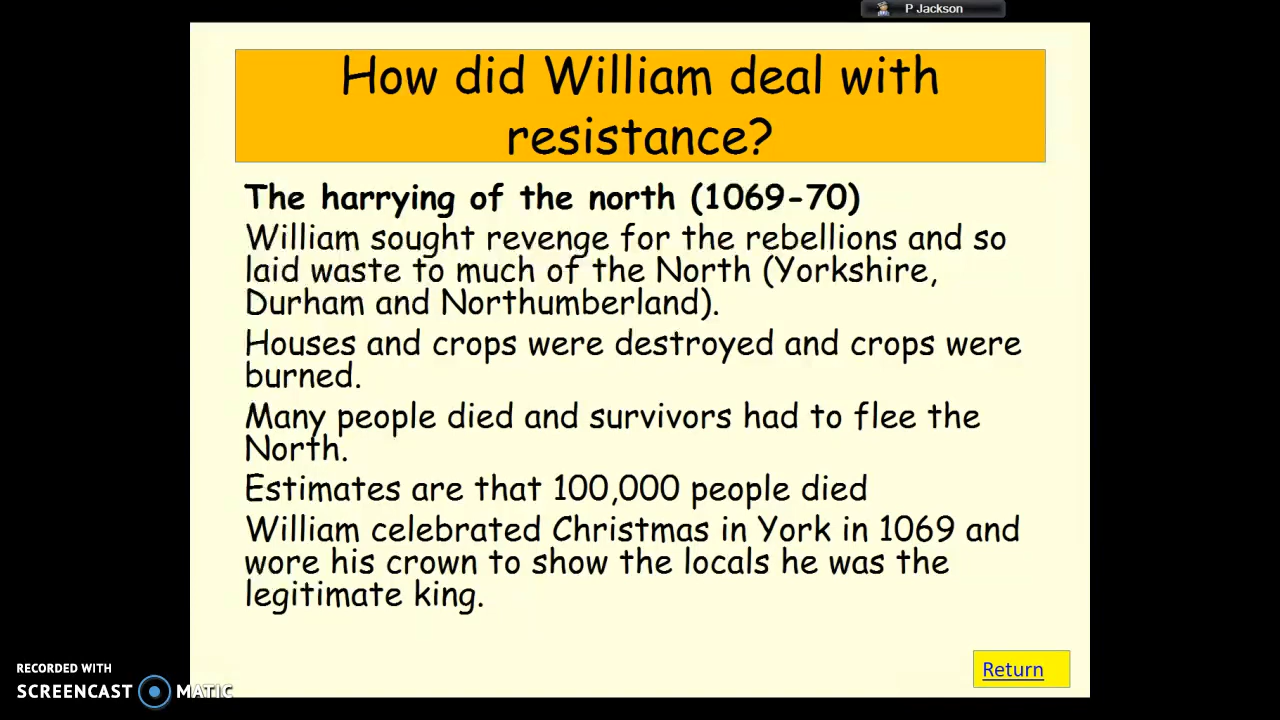 P Jackson
How did William deal with
resistance?
The harrying of the north (1069-70)
William sought revenge for the rebellions and so
laid waste to much of the North (Yorkshire,
Durham and Northumberland).
Houses and crops were destroyed and crops were
burned.
Many people died and survivors had to flee the
North.
Estimates are that 100,000 people died
William celebrated Christmas in York in 1069 and
wore his crown to show the locals he was the
legitimate king.
Return
RECORDED WITH
SCREENCAST MATIC